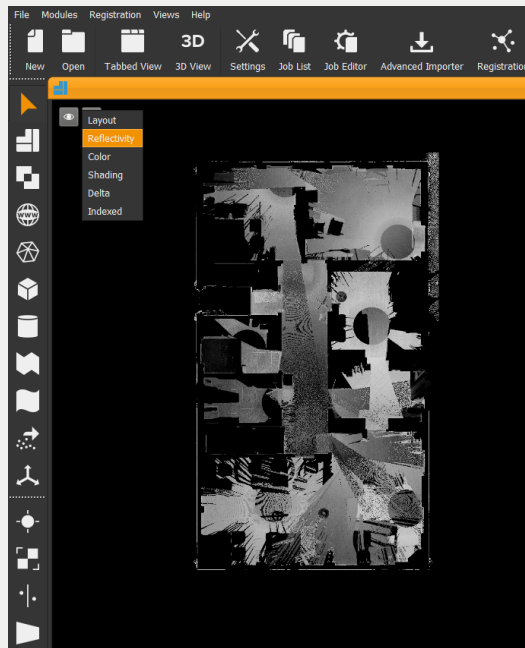 File Modules Registration Views Help
3D
New Open Tabbed View 3D View Settings Job List Job Editor Advanced Importer Registration
Layout
Reflectivity
Color
Shading
Delta
Indexed
WWW